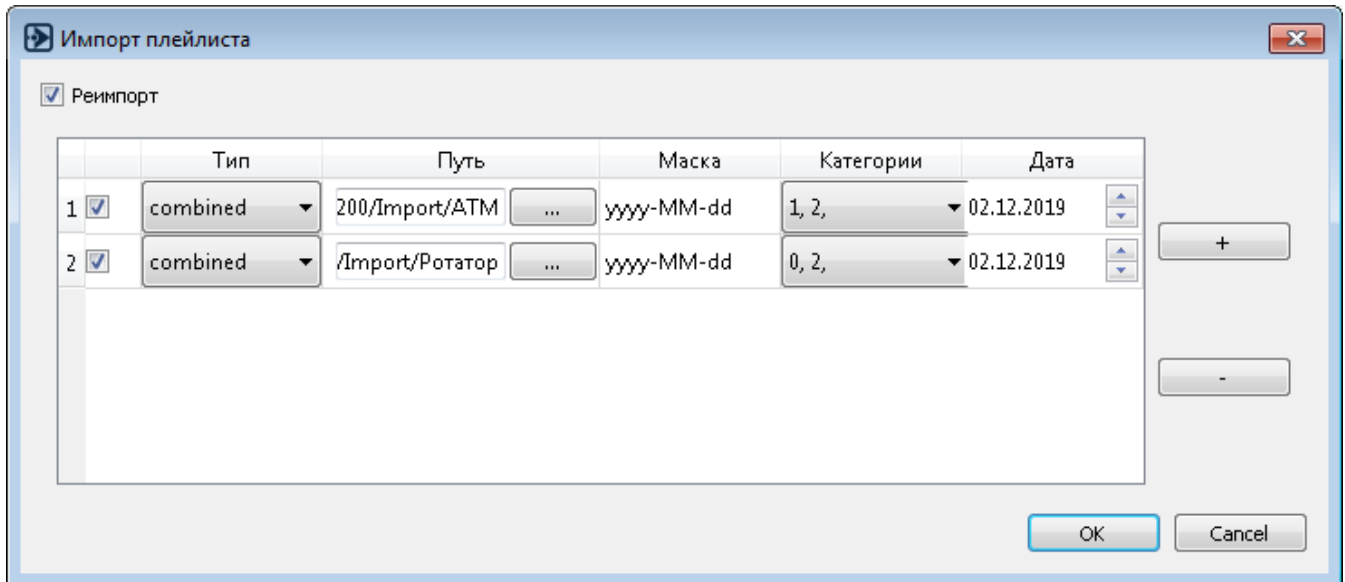 Импорт плейлиста
Реимпорт
Тип Путь Маска Категории Дата
1 combined 200/Import/ATM ... yyyy-MM-dd 1, 2, 02.12.2019
+
2 combined /Import/Ротатор ... yyyy-MM-dd 0, 2, 02.12.2019
-
OK Cancel